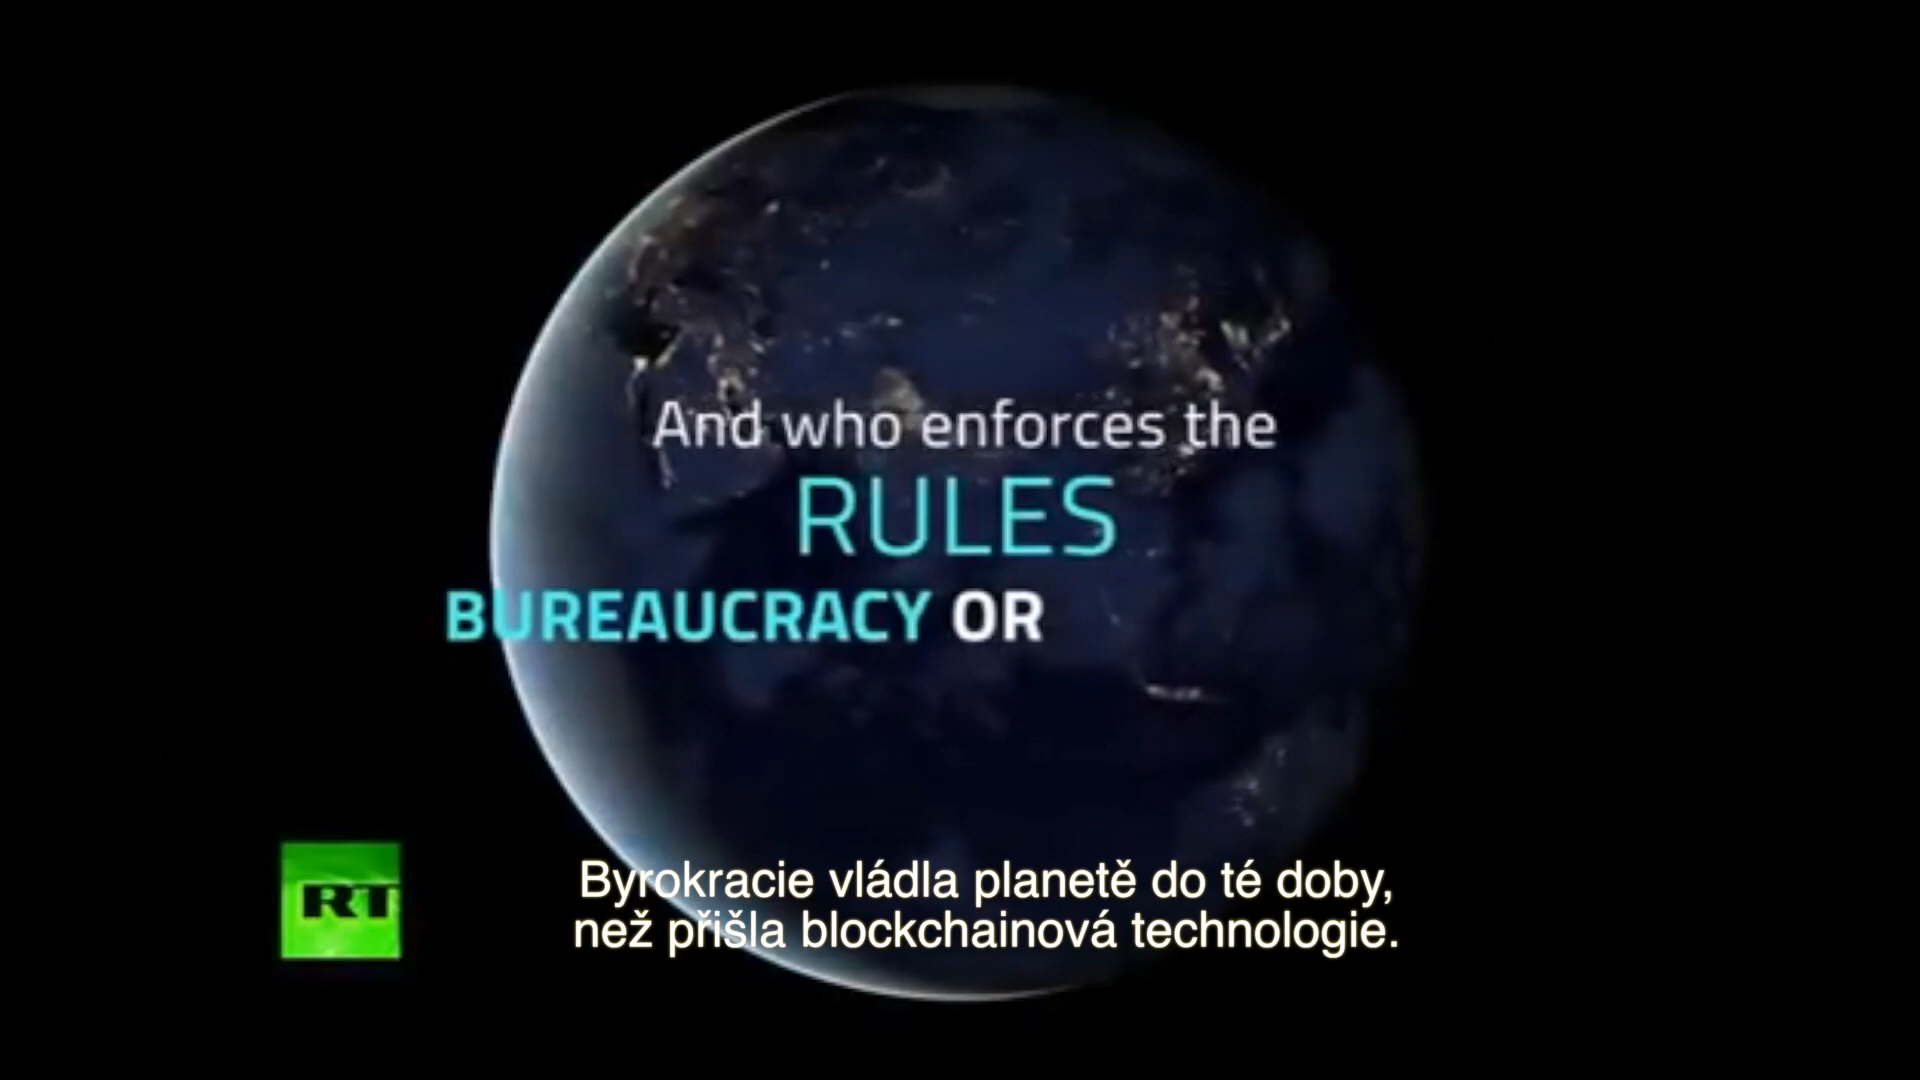 And who enforces the
RULES
BUREAUCRACY OR
RT
Byrokracie vládla planetě do té doby,
než přišla blockchainová technologie.